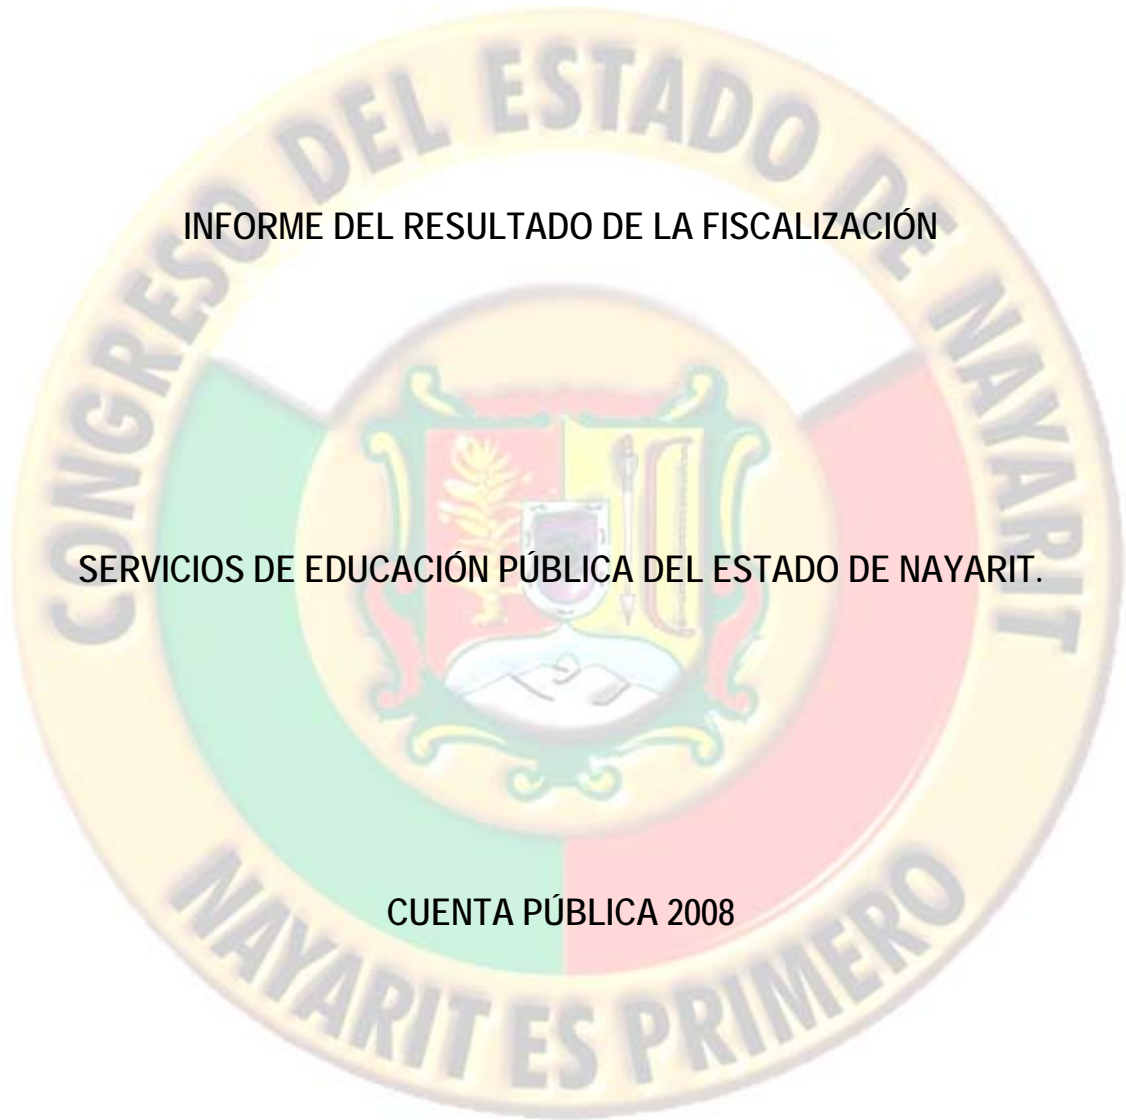 CONGRESO DEL ESTADO DE NAYARIT
INFORME DEL RESULTADO DE LA FISCALIZACIÓN
SERVICIOS DE EDUCACIÓN PÚBLICA DEL ESTADO DE NAYARIT.
CUENTA PÚBLICA 2008
NAYARIT ES PRIMERO